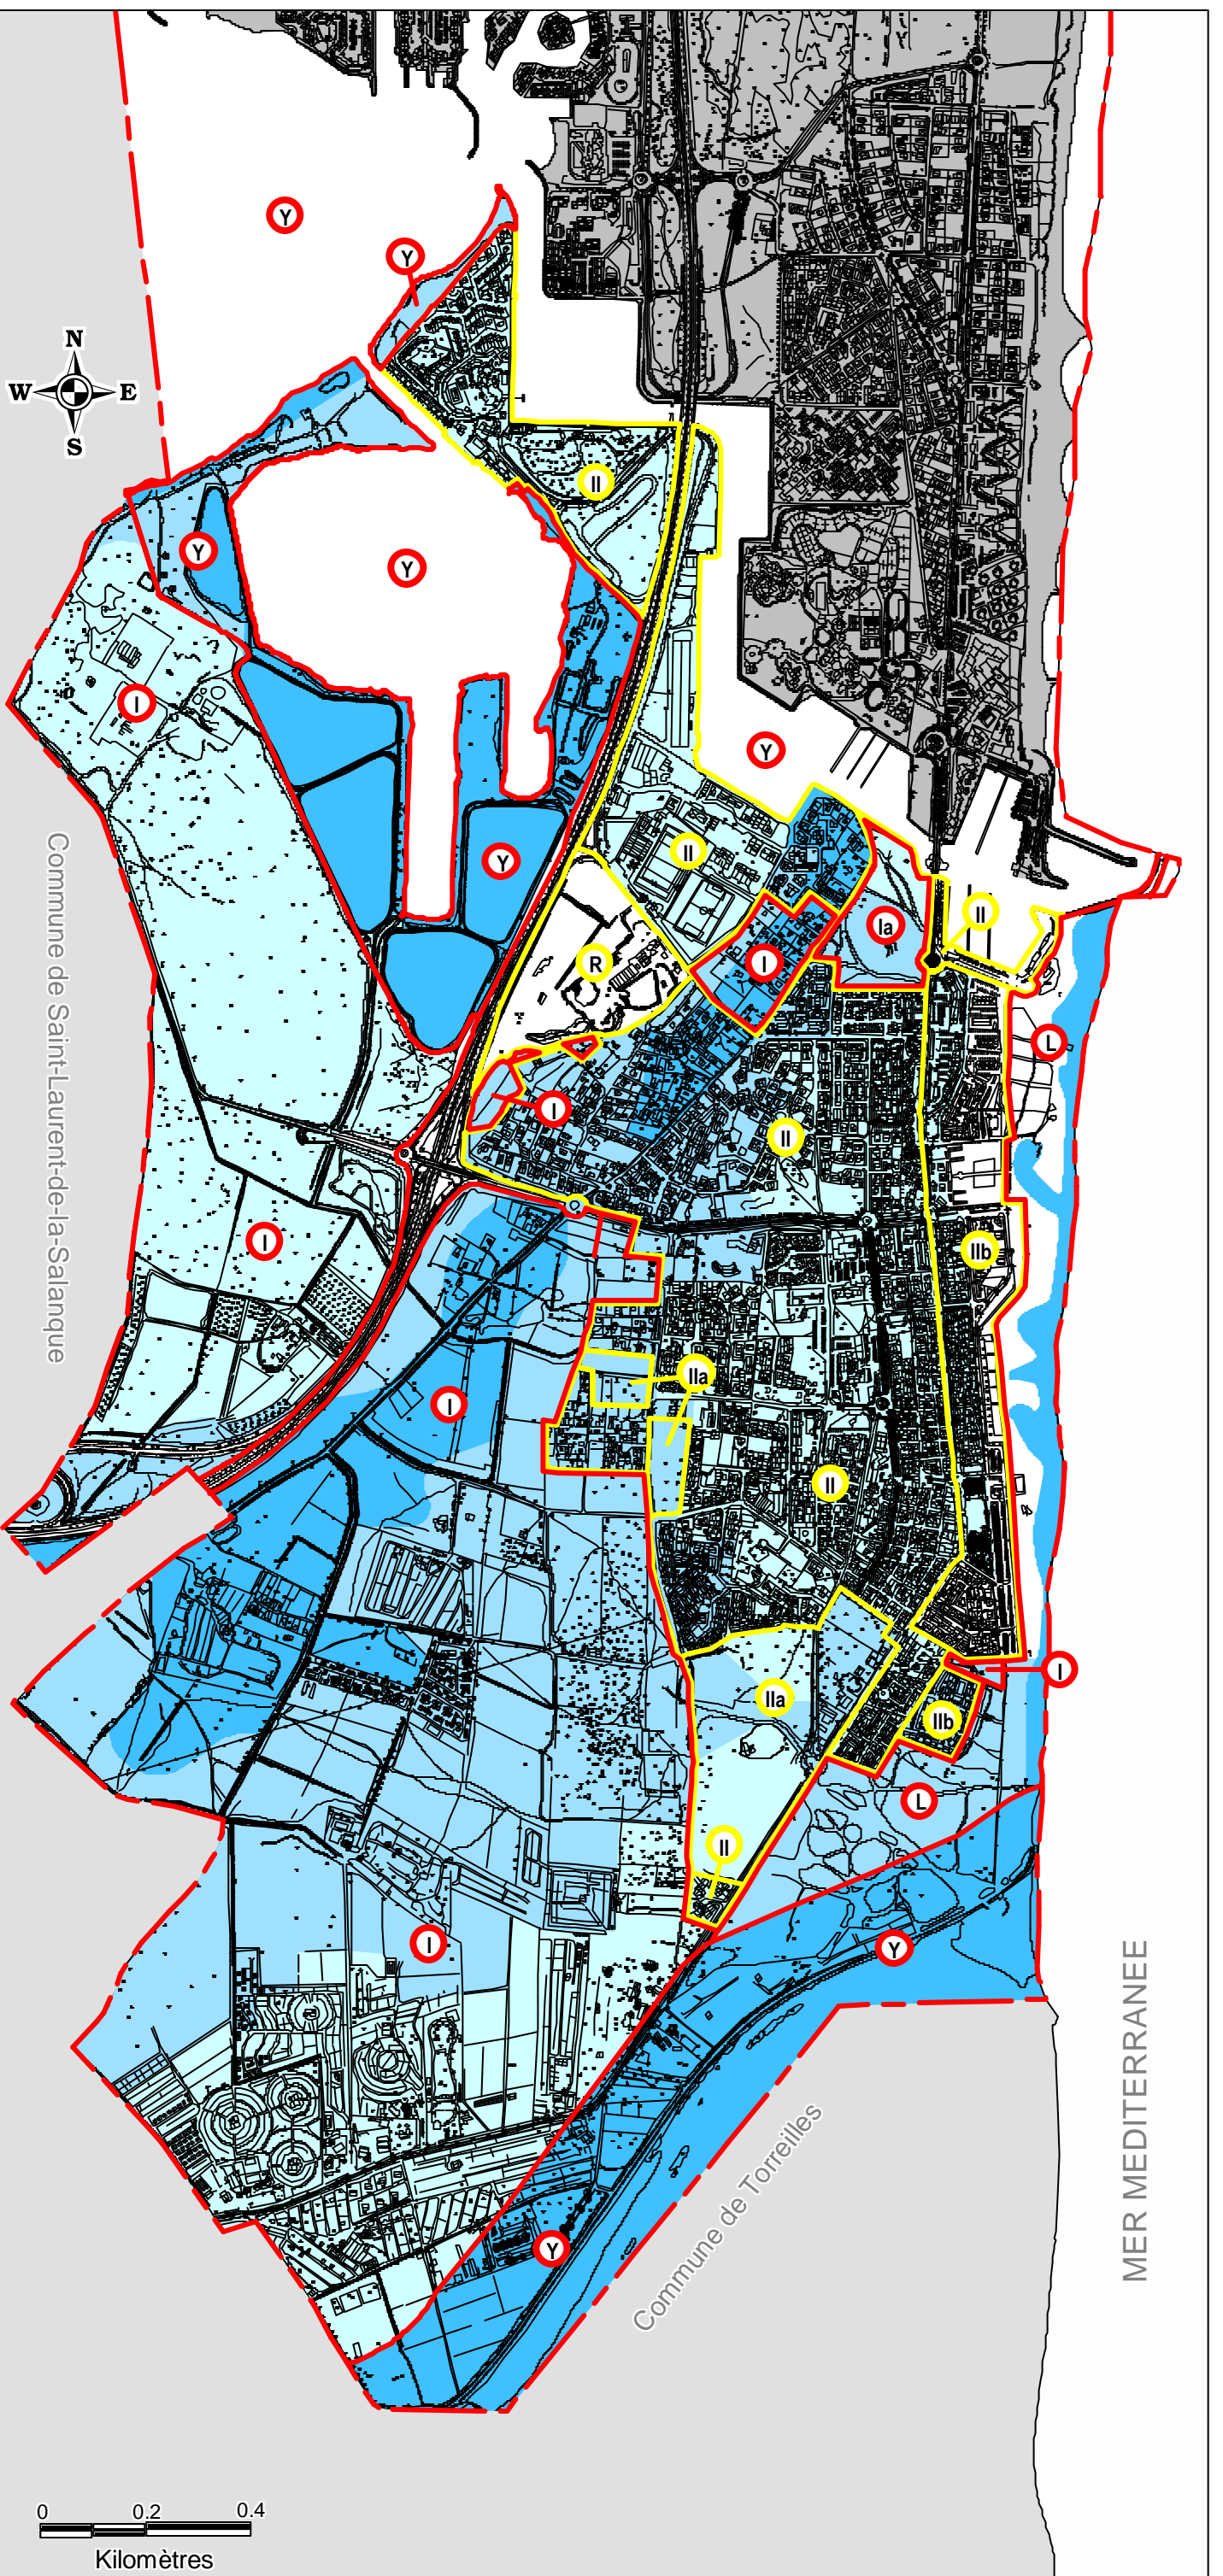 Y
Y
N
W E
S
II
Y
Y
I
Y
II
Y
II
Ia
R
I
L
I
II
I
IIb
IIa
I
II
I
IIa
IIb
L
II
I
Y
Y
Commune de Saint-Laurent-de-la-Salanque
Commune de Torreilles
MER MEDITERRANEE
0 0.2 0.4
Kilomètres